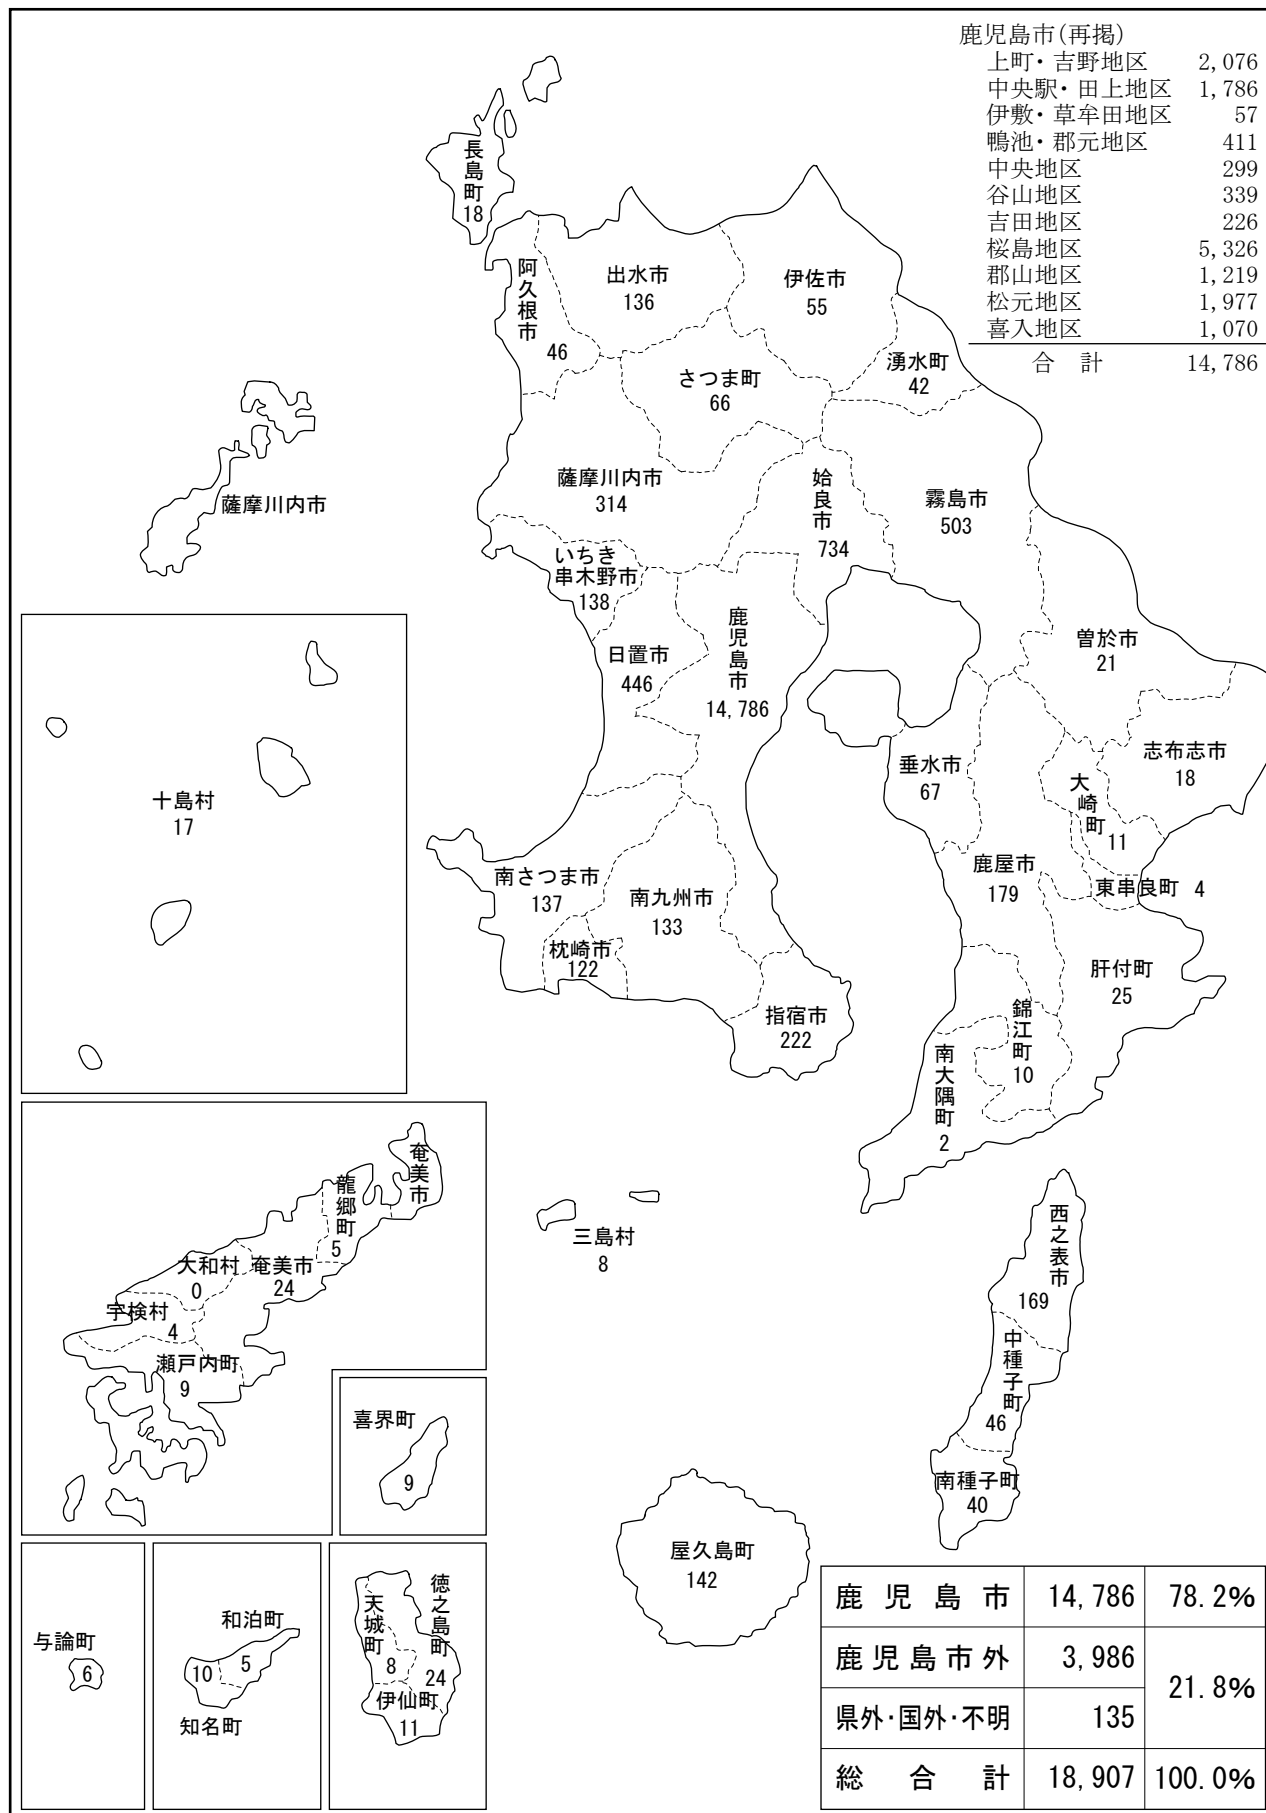 鹿児島市(再掲)
上町・吉野地区 2,076
中央駅・田上地区 1,786
伊敷・草牟田地区 57
鴨池・郡元地区 411
中央地区 299
谷山地区 339
吉田地区 226
桜島地区 5,326
郡山地区 1,219
松元地区 1,977
喜入地区 1,070
合計 14,786
長島町
18
阿久根市
46
出水市
136
伊佐市
55
湧水町
42
さつま町
66
薩摩川内市
314
薩摩川内市
姶良市
734
霧島市
503
いちき
串木野市
138
日置市
446
鹿児島市
14,786
曽於市
21
志布志市
18
垂水市
67
大崎町
11
鹿屋市
179
東串良町 4
十島村
17
南さつま市
137
南九州市
133
枕崎市
122
指宿市
222
肝付町
25
錦江町
10
南大隅町
2
三島村
8
奄美市
龍郷町
5
大和村
0
奄美市
24
宇検村
4
瀬戸内町
9
喜界町
9
西之表市
169
中種子町
46
南種子町
40
屋久島町
142
与論町
6
和泊町
5
10
知名町
天城町
8
徳之島町
24
伊仙町
11
鹿児島市 14,786 78.2%
鹿児島市外 3,986
21.8%
県外・国外・不明 135
総合計 18,907 100.0%